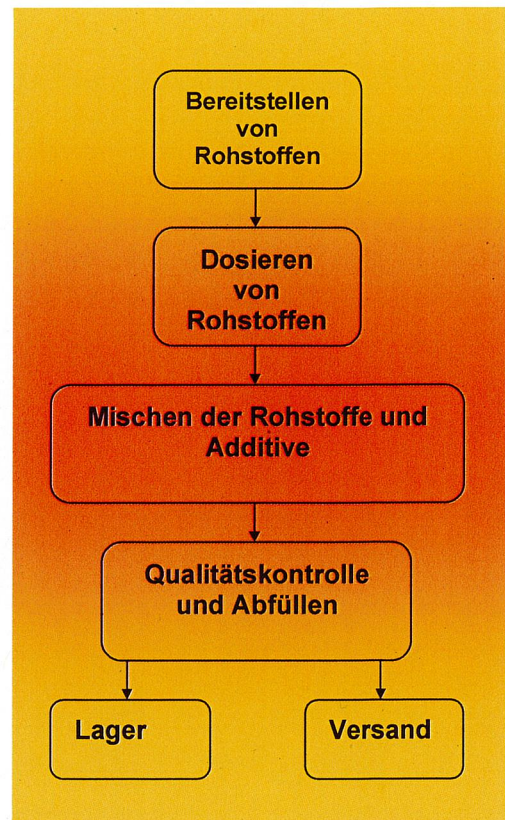 Bereitstellen
von
Rohstoffen
Dosieren
von
Rohstoffen
Mischen der Rohstoffe und
Additive
Qualitätskontrolle
und Abfüllen
Lager
Versand